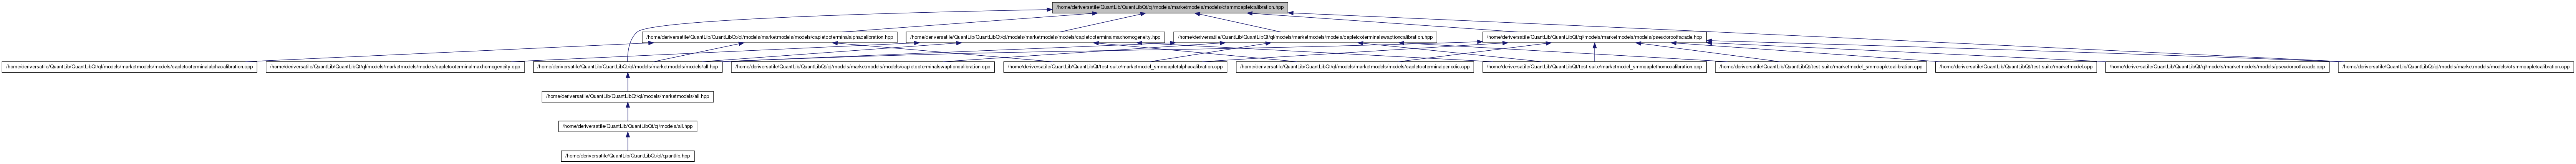 /home/deriversatile/QuantLib/QuantLibQt/ql/models/marketmodels/models/ctsmmcapletcalibration.hpp
/home/deriversatile/QuantLib/QuantLibQt/ql/models/marketmodels/models/capletcoterminalalphacalibration.hpp
/home/deriversatile/QuantLib/QuantLibQt/ql/models/marketmodels/models/capletcoterminalmaxhomogeneity.hpp
/home/deriversatile/QuantLib/QuantLibQt/ql/models/marketmodels/models/capletcoterminalswaptioncalibration.hpp
/home/deriversatile/QuantLib/QuantLibQt/ql/models/marketmodels/models/pseudorootfacade.hpp
/home/deriversatile/QuantLib/QuantLibQt/ql/models/marketmodels/models/capletcoterminalalphacalibration.cpp
/home/deriversatile/QuantLib/QuantLibQt/ql/models/marketmodels/models/capletcoterminalmaxhomogeneity.cpp
/home/deriversatile/QuantLib/QuantLibQt/ql/models/marketmodels/models/all.hpp
/home/deriversatile/QuantLib/QuantLibQt/ql/models/marketmodels/models/capletcoterminalswaptioncalibration.cpp
/home/deriversatile/QuantLib/QuantLibQt/test-suite/marketmodel_smmcapletalphacalibration.cpp
/home/deriversatile/QuantLib/QuantLibQt/ql/models/marketmodels/models/capletcoterminalperiodic.cpp
/home/deriversatile/QuantLib/QuantLibQt/test-suite/marketmodel_smmcaplethomocalibration.cpp
/home/deriversatile/QuantLib/QuantLibQt/test-suite/marketmodel_smmcapletcalibration.cpp
/home/deriversatile/QuantLib/QuantLibQt/test-suite/marketmodel.cpp
/home/deriversatile/QuantLib/QuantLibQt/ql/models/marketmodels/models/pseudorootfacade.cpp
/home/deriversatile/QuantLib/QuantLibQt/ql/models/marketmodels/models/ctsmmcapletcalibration.cpp
/home/deriversatile/QuantLib/QuantLibQt/ql/models/marketmodels/all.hpp
/home/deriversatile/QuantLib/QuantLibQt/ql/models/all.hpp
/home/deriversatile/QuantLib/QuantLibQt/ql/quantlib.hpp